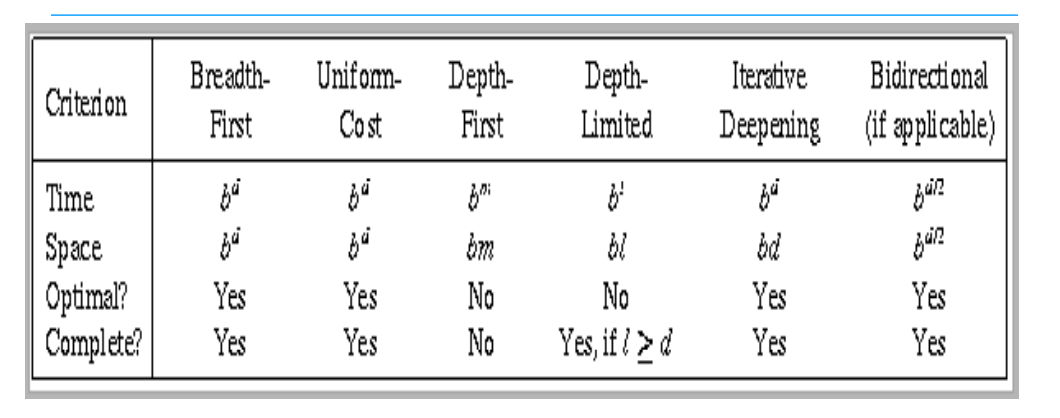 Criterion Breadth-First Uniform-Cost Depth-First Depth-Limited Iterative Deepening Bidirectional (if applicable)
Time b^d b^d b^m b^l b^d b^{d/2}
Space b^d b^d bm bl bd b^{d/2}
Optimal? Yes Yes No No Yes Yes
Complete? Yes Yes No Yes, if l ≥ d Yes Yes